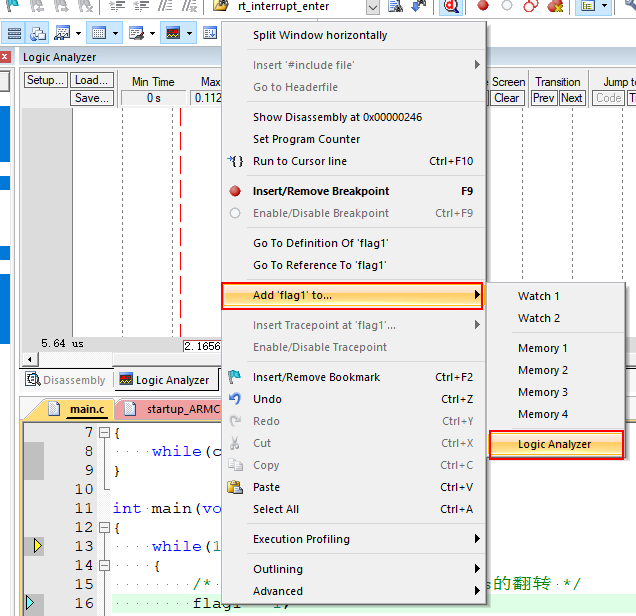 rt_interrupt_enter
Logic Analyzer
Setup... Load... Min Time Max Screen Transition Jump to
Save... 0 s 0.112 Clear Prev Next Code T
Split Window horizontally
Insert '#include file'
Go to Headerfile
Show Disassembly at 0x00000246
Set Program Counter
{} Run to Cursor line Ctrl+F10
Insert/Remove Breakpoint F9
Enable/Disable Breakpoint Ctrl+F9
Go To Definition Of 'flag1'
Go To Reference To 'flag1'
Add 'flag1' to...
Insert Tracepoint at 'flag1'...
Enable/Disable Tracepoint
Insert/Remove Bookmark Ctrl+F2
Undo Ctrl+Z
Redo Ctrl+Y
Cut Ctrl+X
Copy Ctrl+C
Paste Ctrl+V
Select All Ctrl+A
Execution Profiling
Outlining
Advanced
Watch 1
Watch 2
Memory 1
Memory 2
Memory 3
Memory 4
Logic Analyzer
5.64 us 2.1656
Disassembly Logic Analyzer
main.c startup_ARMC
7 {
8 while(c
9 }
10
11 int main(vo
12 {
13 while(1
14 {
15 /* 的翻转 */
16 flag1